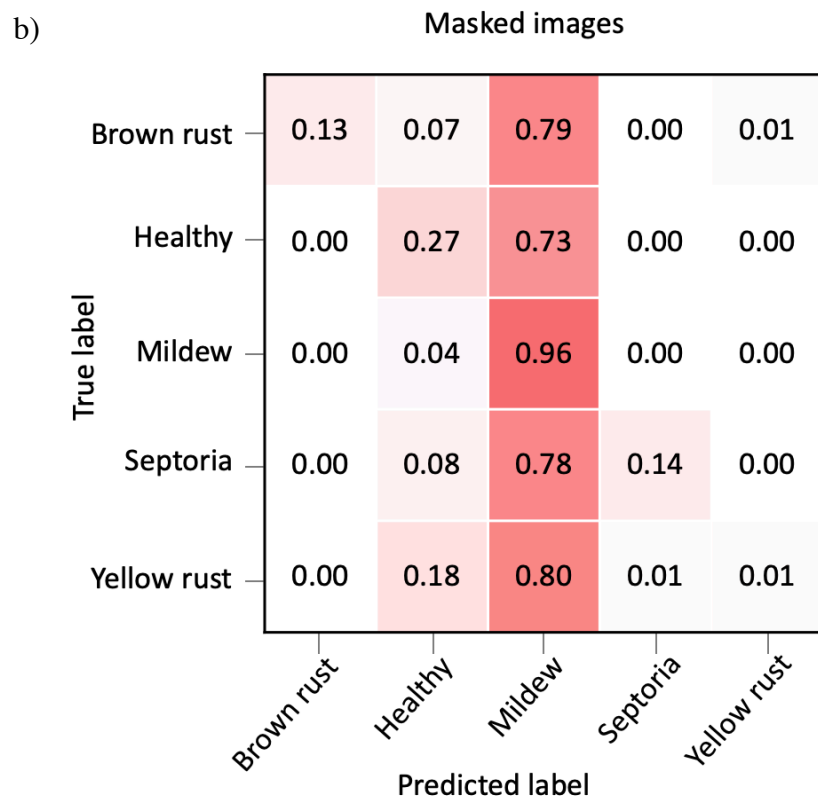 b)
Masked images
Brown rust 0.13 0.07 0.79 0.00 0.01
Healthy 0.00 0.27 0.73 0.00 0.00
Mildew 0.00 0.04 0.96 0.00 0.00
Septoria 0.00 0.08 0.78 0.14 0.00
Yellow rust 0.00 0.18 0.80 0.01 0.01
True label
Brown rust Healthy Mildew Septoria Yellow rust
Predicted label